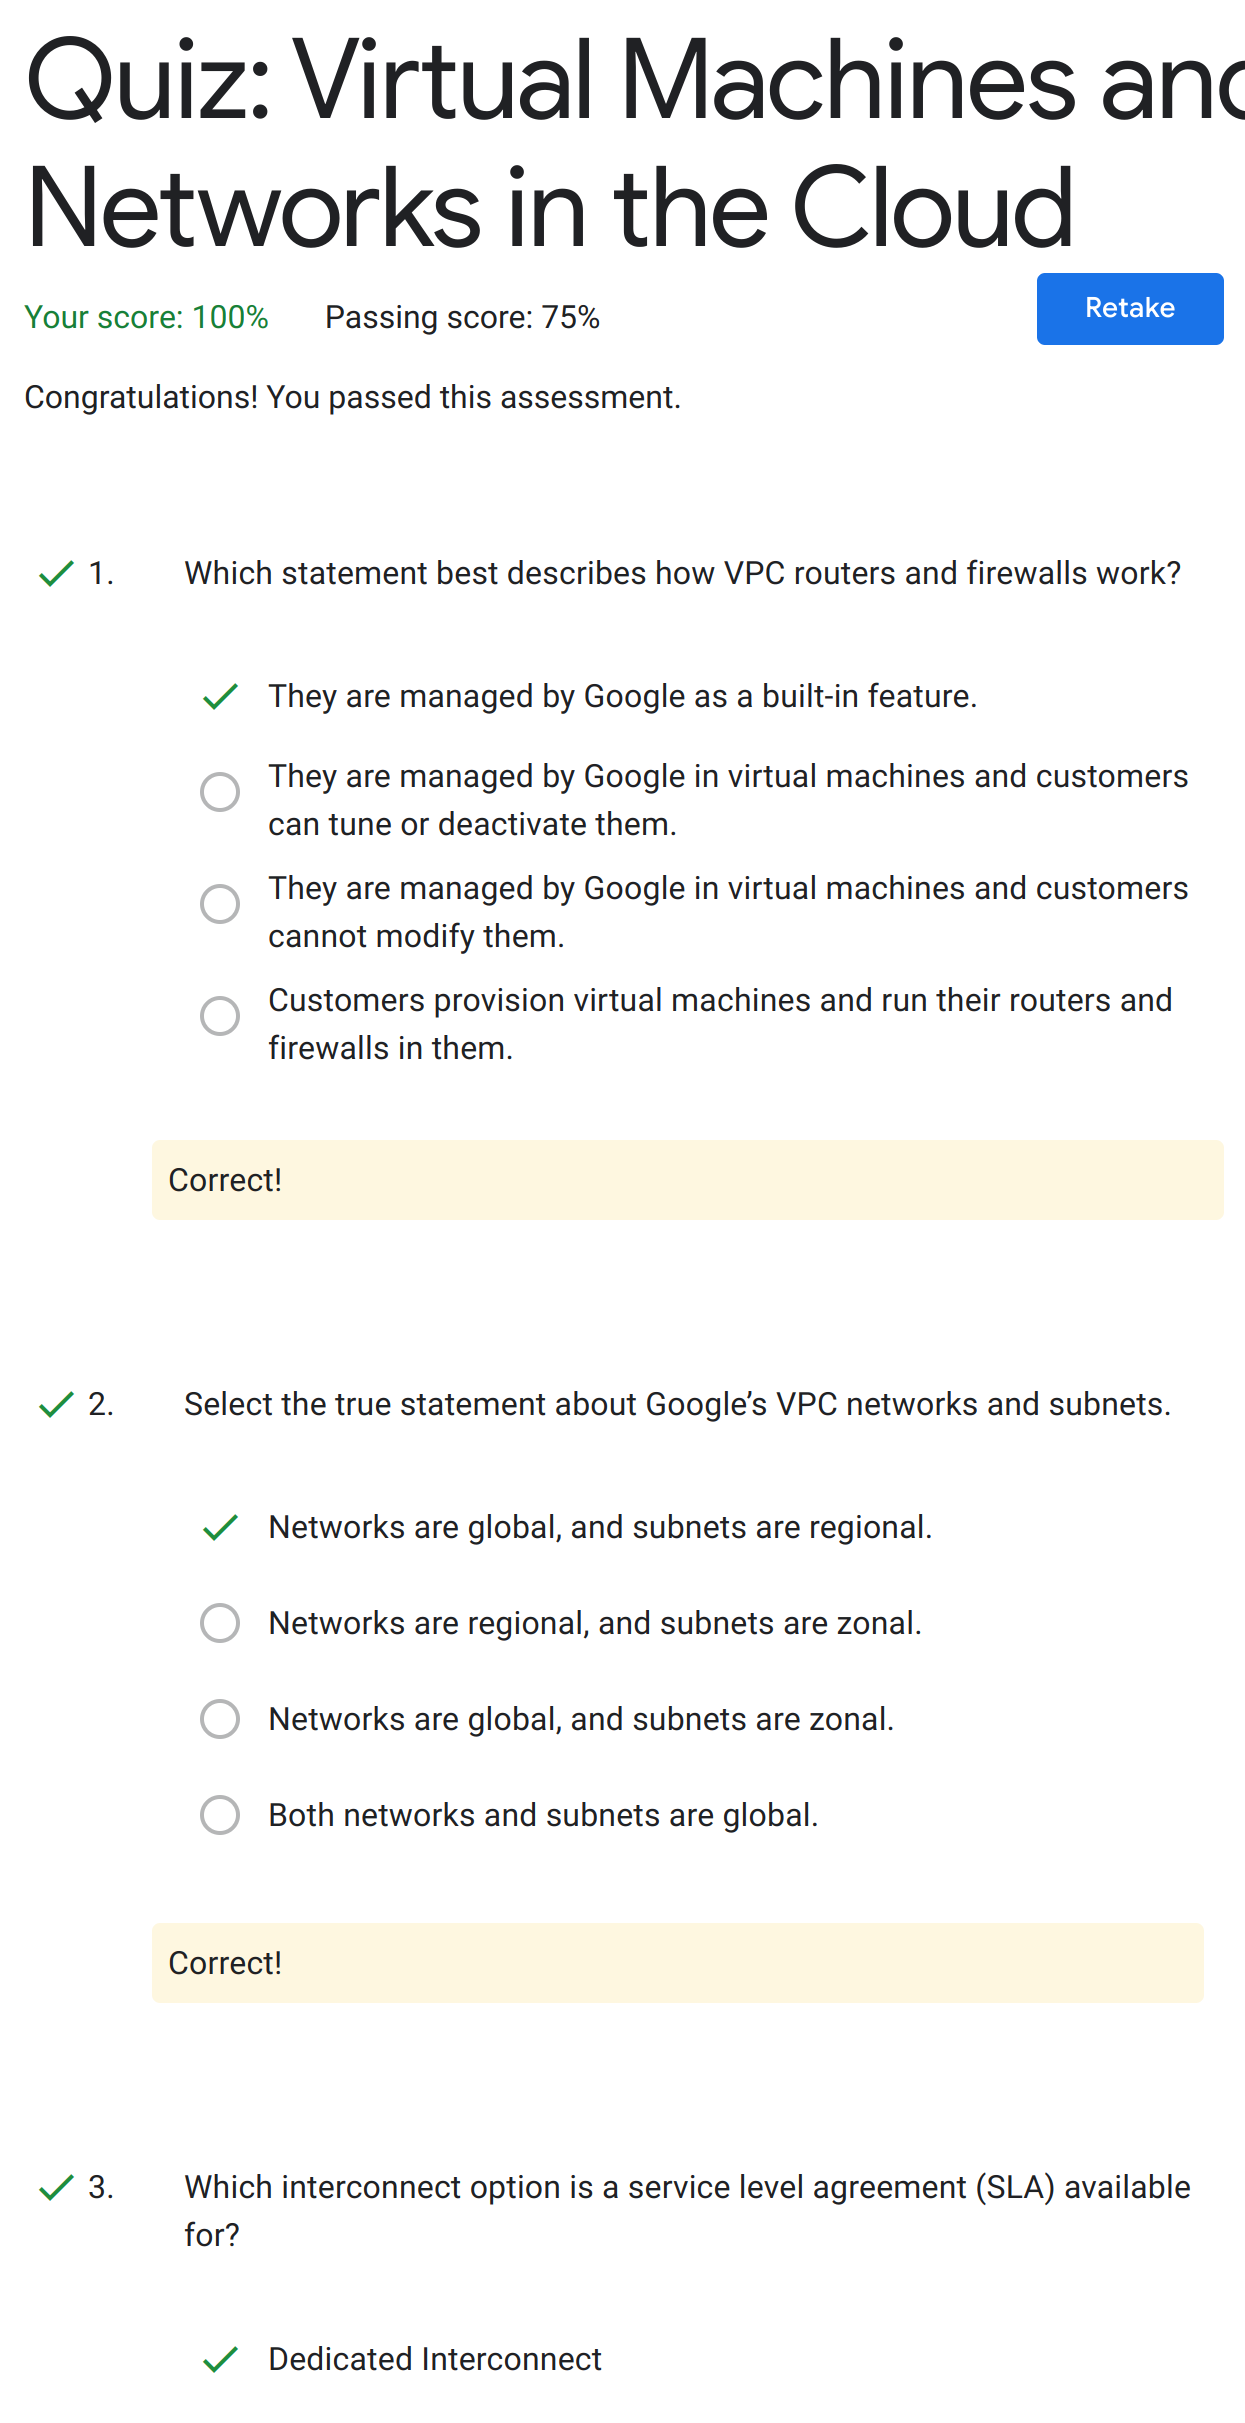 Quiz: Virtual Machines and
Networks in the Cloud
Your score: 100% Passing score: 75%
Retake
Congratulations! You passed this assessment.
1. Which statement best describes how VPC routers and firewalls work?
They are managed by Google as a built-in feature.
They are managed by Google in virtual machines and customers
can tune or deactivate them.
They are managed by Google in virtual machines and customers
cannot modify them.
Customers provision virtual machines and run their routers and
firewalls in them.
Correct!
2. Select the true statement about Google’s VPC networks and subnets.
Networks are global, and subnets are regional.
Networks are regional, and subnets are zonal.
Networks are global, and subnets are zonal.
Both networks and subnets are global.
Correct!
3. Which interconnect option is a service level agreement (SLA) available
for?
Dedicated Interconnect